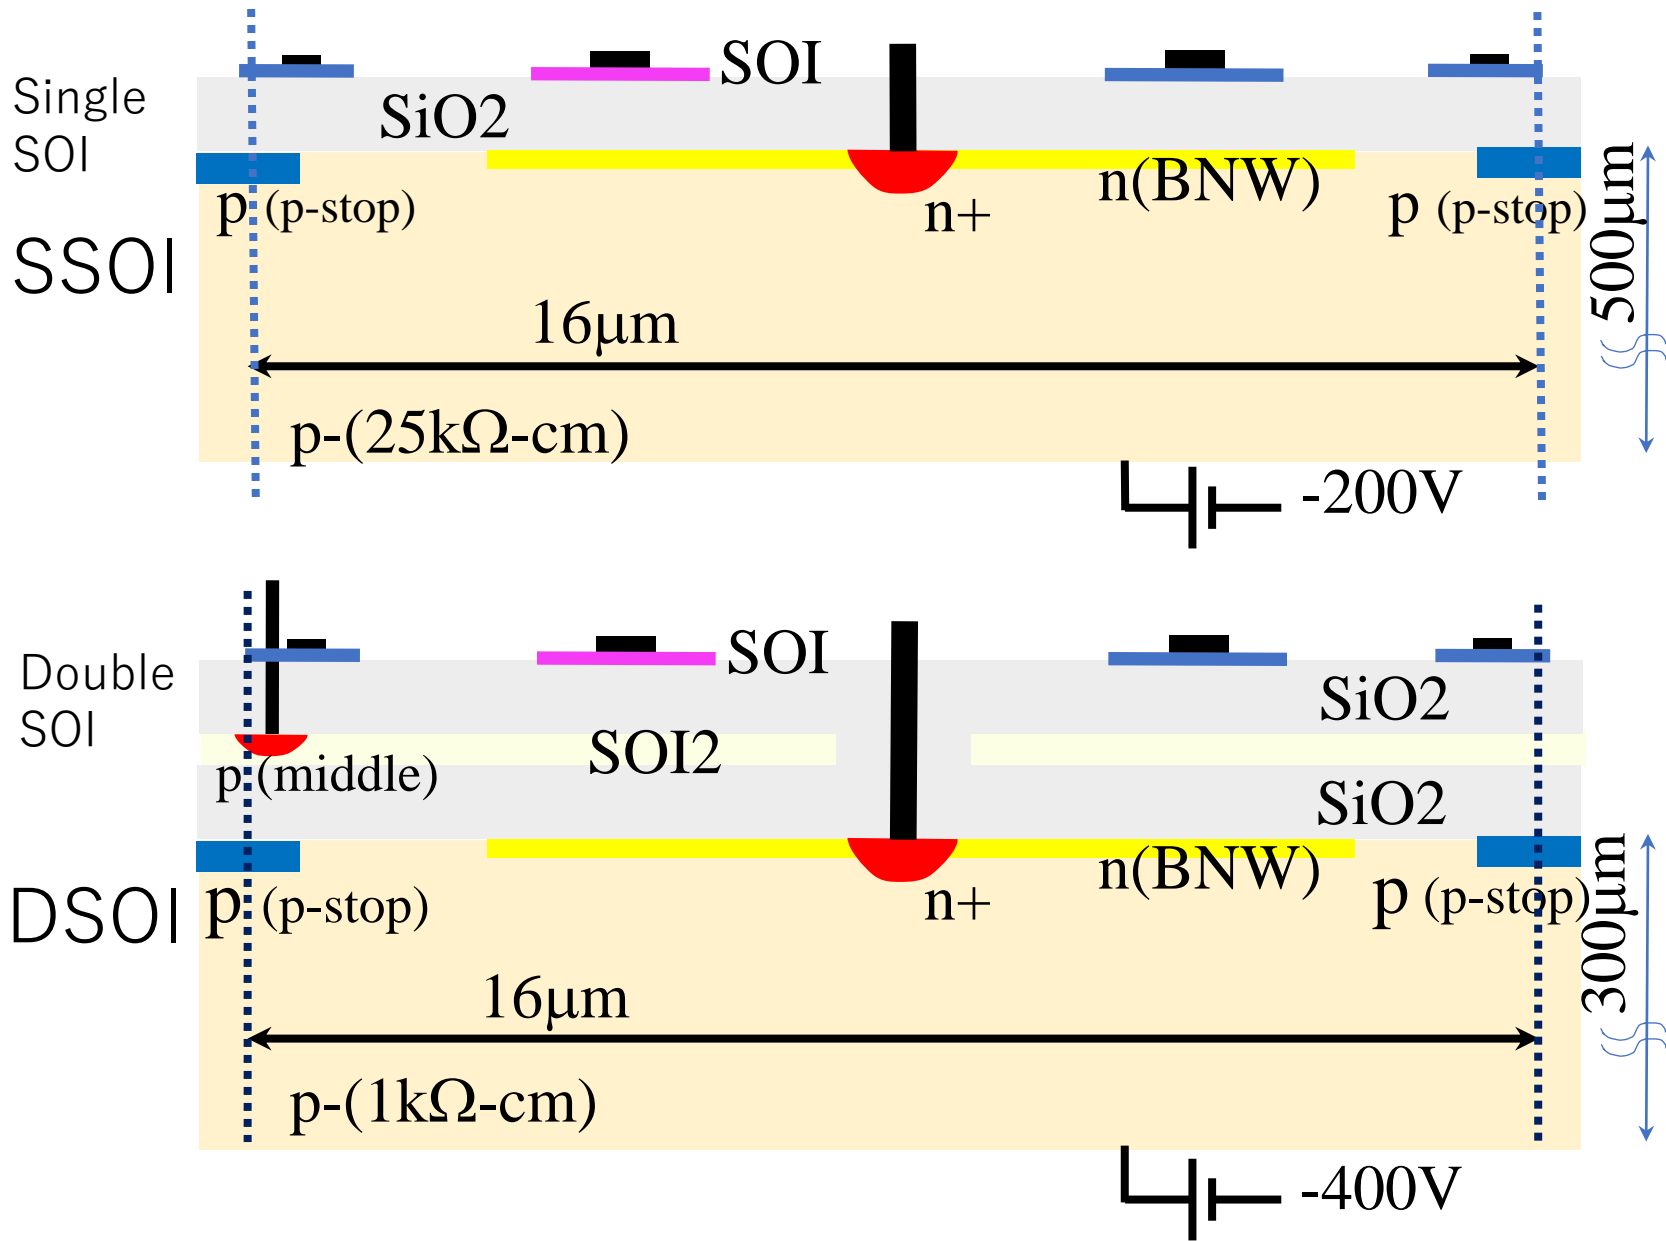 SOI
Single
SOI
SiO2
n(BNW)
p (p-stop)
n+
p (p-stop)
SSOI
500μm
16μm
p-(25kΩ-cm)
-200V
SOI
Double
SOI
SiO2
SOI2
p (middle)
SiO2
n(BNW)
p (p-stop)
n+
p (p-stop)
DSOI
300μm
16μm
p-(1kΩ-cm)
-400V